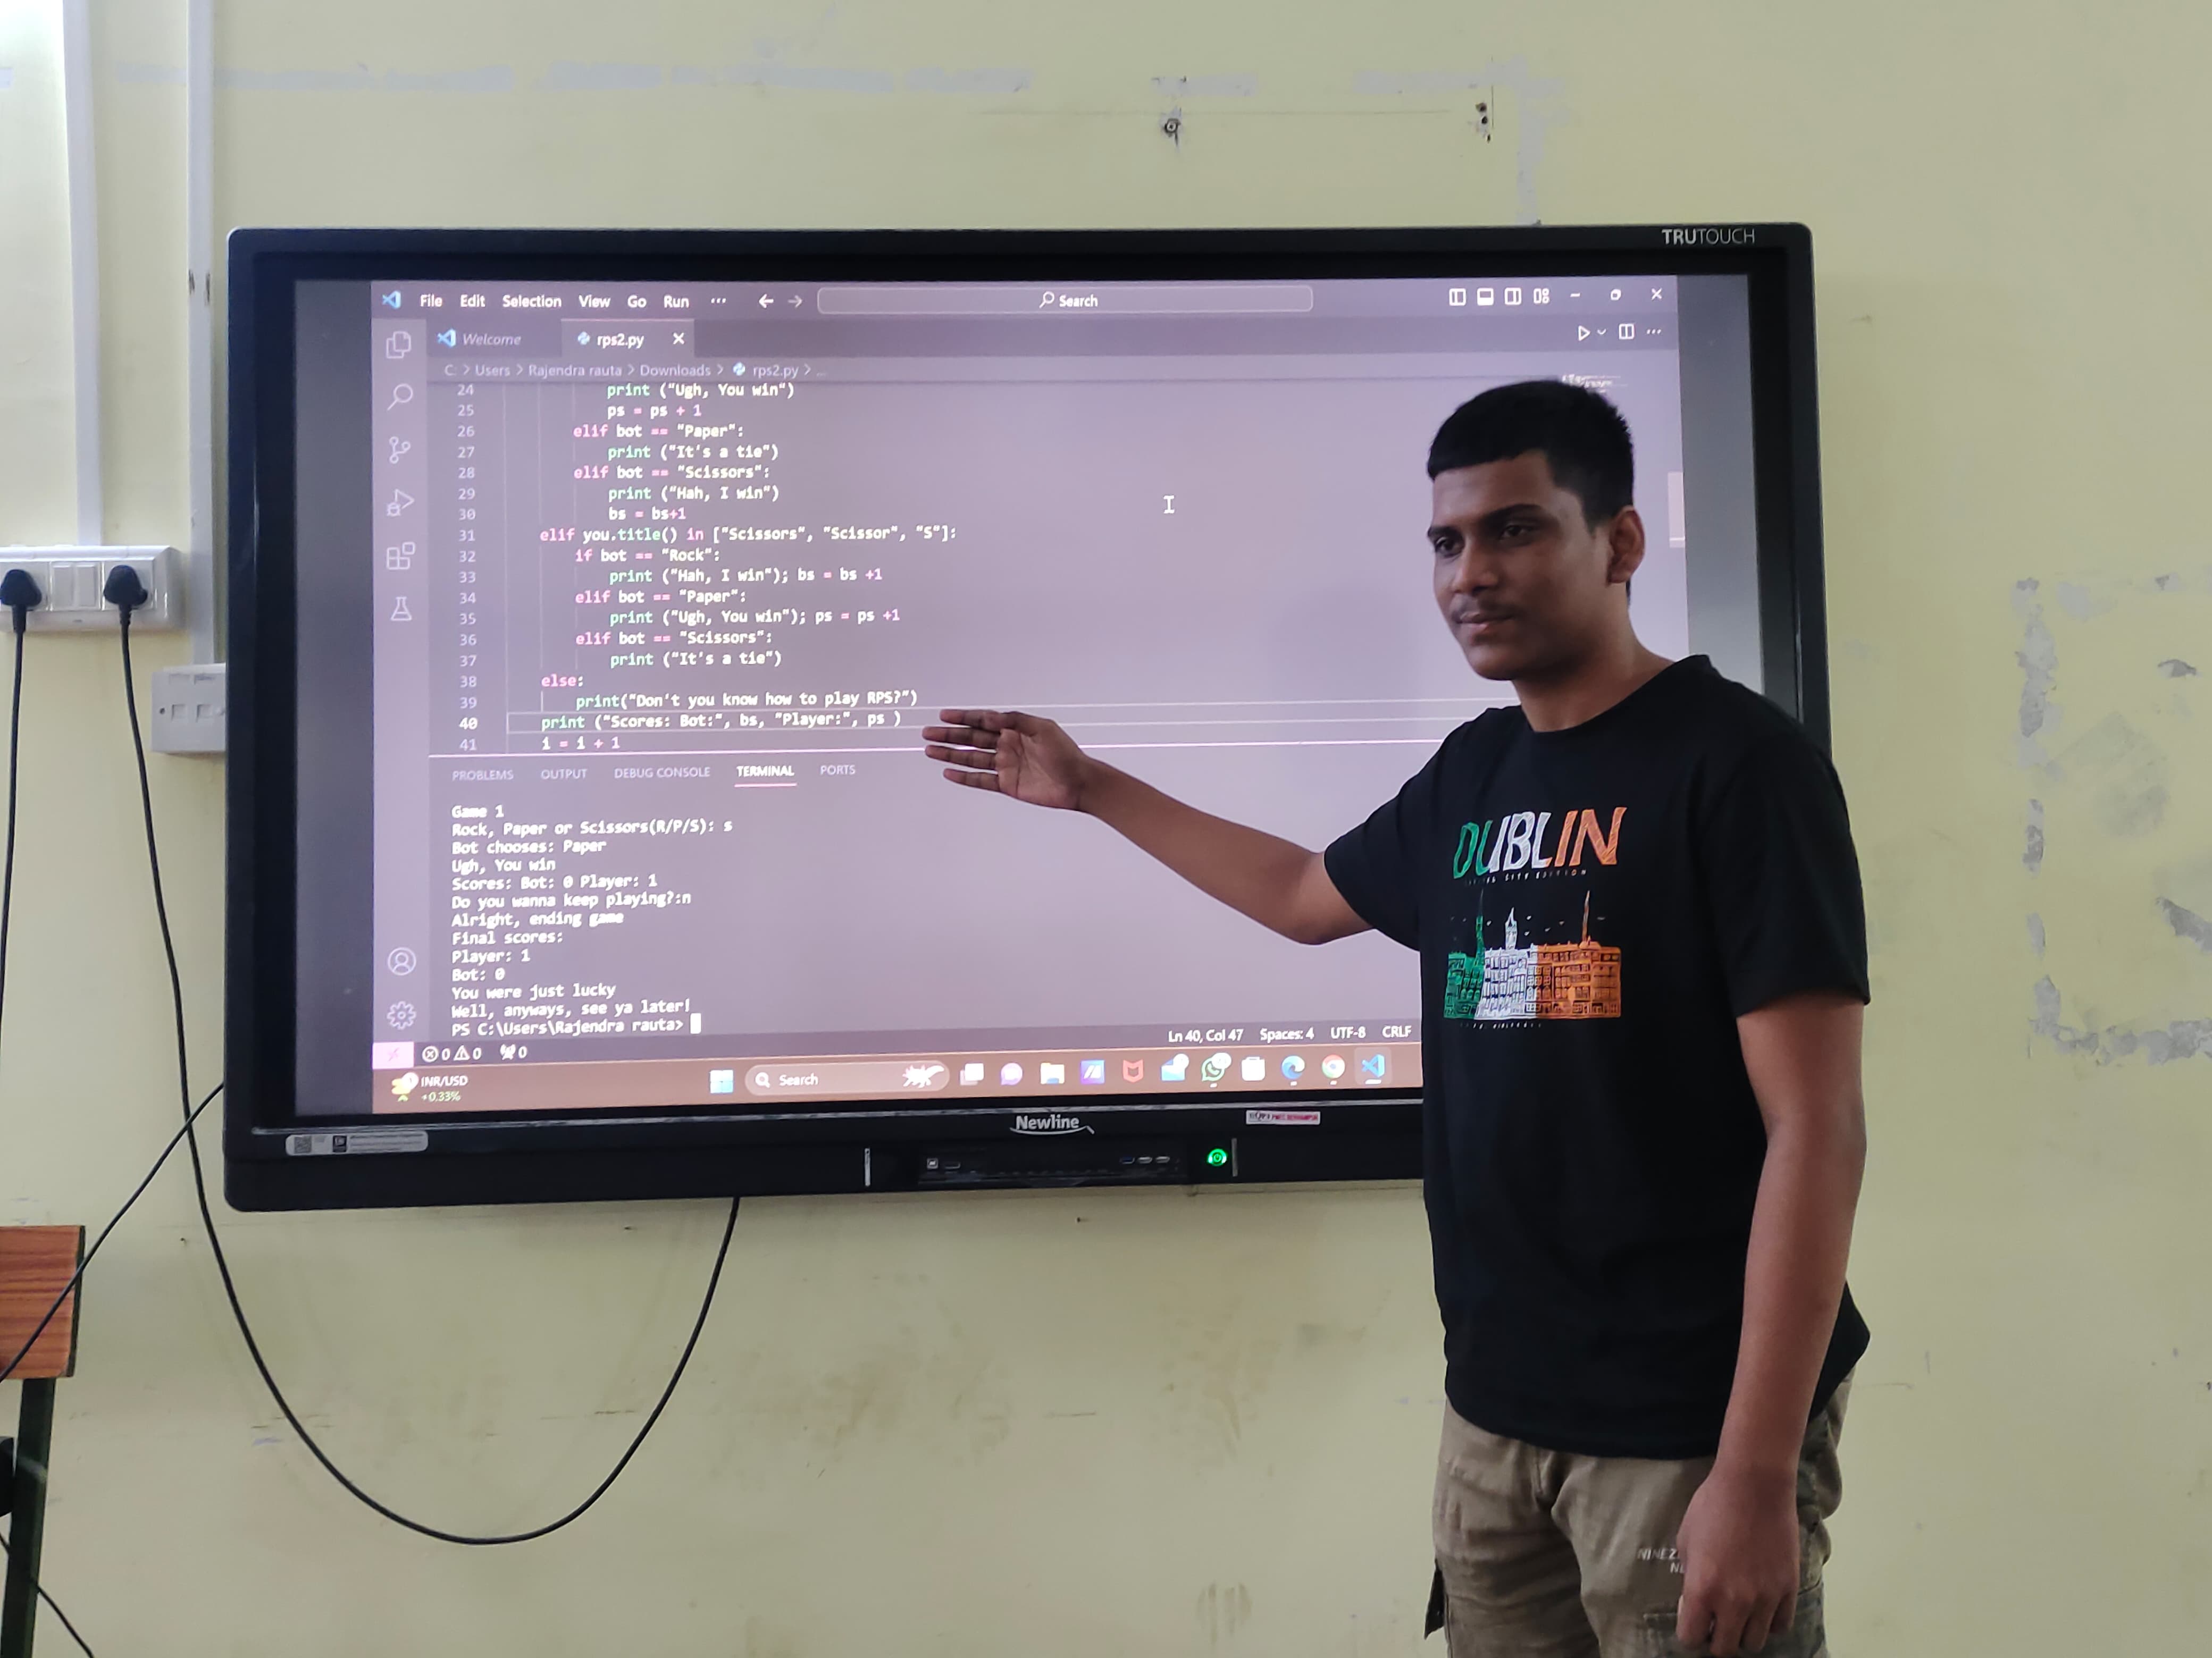 TRUTOUCH
File Edit Selection View Go Run ... Search
Welcome rps2.py
C: > Users > Rajendra rauta > Downloads > rps2.py > ...
24 print ("Ugh, You win")
25 ps = ps + 1
26 elif bot == "Paper":
27 print ("It's a tie")
28 elif bot == "Scissors":
29 print ("Hah, I win")
30 bs = bs+1
31 elif you.title() in ["Scissors", "Scissor", "S"]:
32 if bot == "Rock":
33 print ("Hah, I win"); bs = bs +1
34 elif bot == "Paper":
35 print ("Ugh, You win"); ps = ps +1
36 elif bot == "Scissors":
37 print ("It's a tie")
38 else:
39 print("Don't you know how to play RPS?")
40 print ("Scores: Bot:", bs, "Player:", ps )
41 i = i + 1
PROBLEMS OUTPUT DEBUG CONSOLE TERMINAL PORTS
Game 1
Rock, Paper or Scissors(R/P/S): s
Bot chooses: Paper
Ugh, You win
Scores: Bot: 0 Player: 1
Do you wanna keep playing?:n
Alright, ending game
Final scores:
Player: 1
Bot: 0
You were just lucky
Well, anyways, see ya later!
PS C:\Users\Rajendra rauta>
0 0 0 Ln 40, Col 47 Spaces: 4 UTF-8 CRLF
INR/USD
+0.33%
Search
Newline
DUBLIN